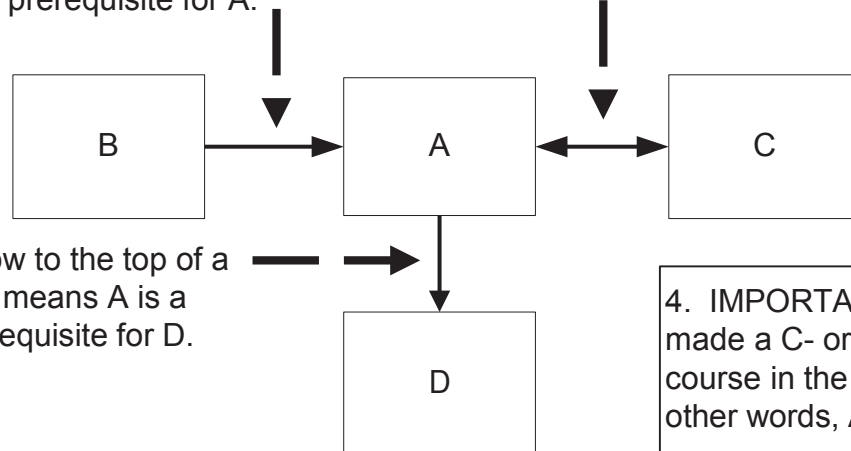 prerequisite for A.
B
A
C
ow to the top of a
means A is a
equisite for D.
D
4. IMPORTA
made a C- or
course in the
other words, A